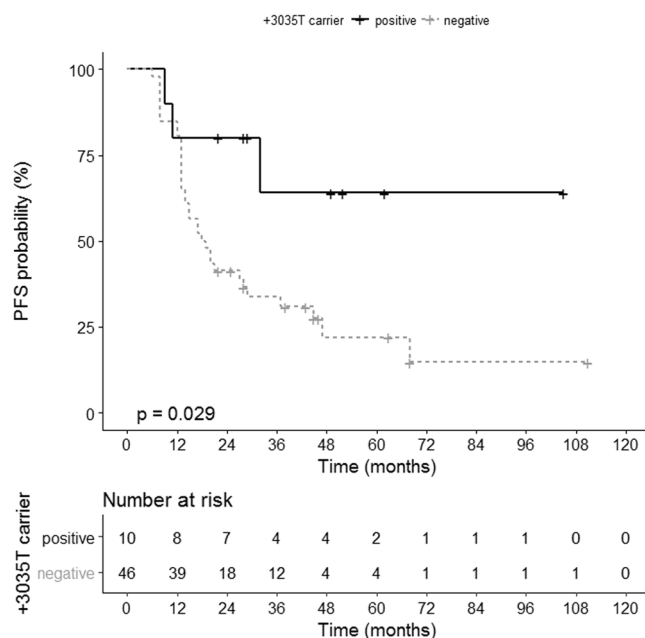 +3035T carrier positive negative
PFS probability (%)
100
75
50
25
0
p = 0.029
0 12 24 36 48 60 72 84 96 108 120
Time (months)
Number at risk
+3035T carrier
positive 10 8 7 4 4 2 1 1 1 0 0
negative 46 39 18 12 4 4 1 1 1 1 0
0 12 24 36 48 60 72 84 96 108 120
Time (months)